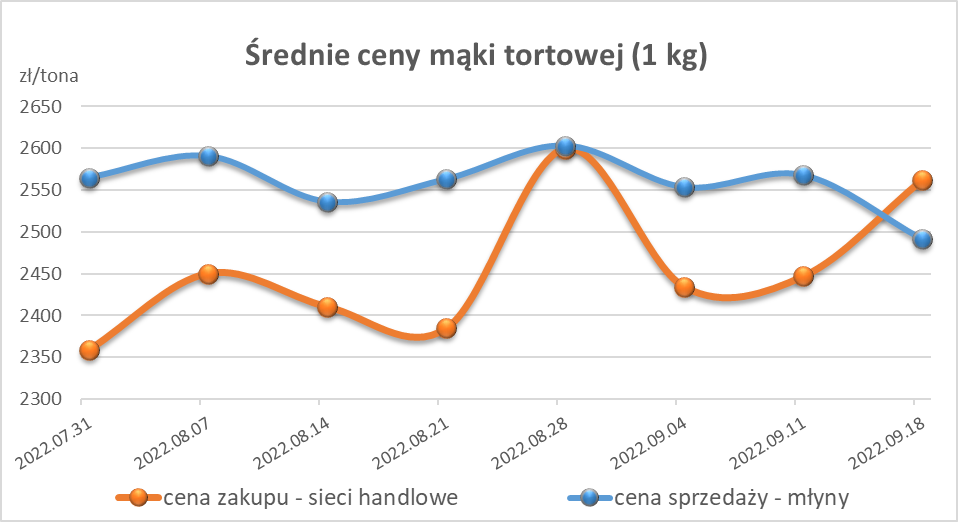 Średnie ceny mąki tortowej (1 kg)
zł/tona
2650
2600
2550
2500
2450
2400
2350
2300
2022.07.31 2022.08.07 2022.08.14 2022.08.21 2022.08.28 2022.09.04 2022.09.11 2022.09.18
cena zakupu - sieci handlowe cena sprzedaży - młyny